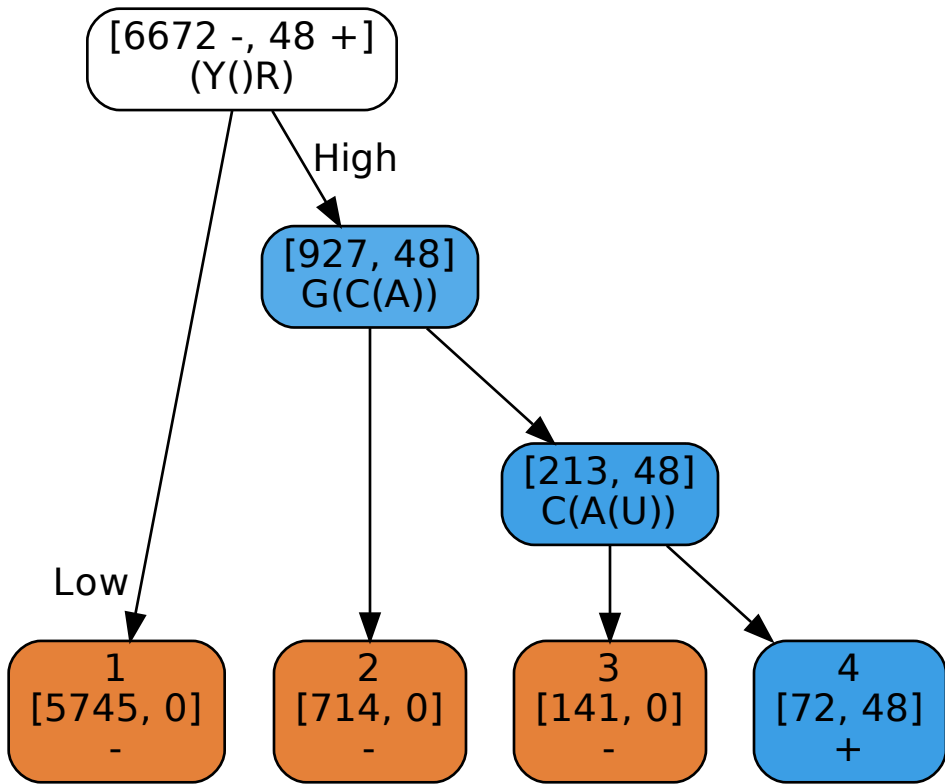 [6672 -, 48 +]
(Y()R)
High
[927, 48]
G(C(A))
[213, 48]
C(A(U))
Low
1
[5745, 0]
-
2
[714, 0]
-
3
[141, 0]
-
4
[72, 48]
+